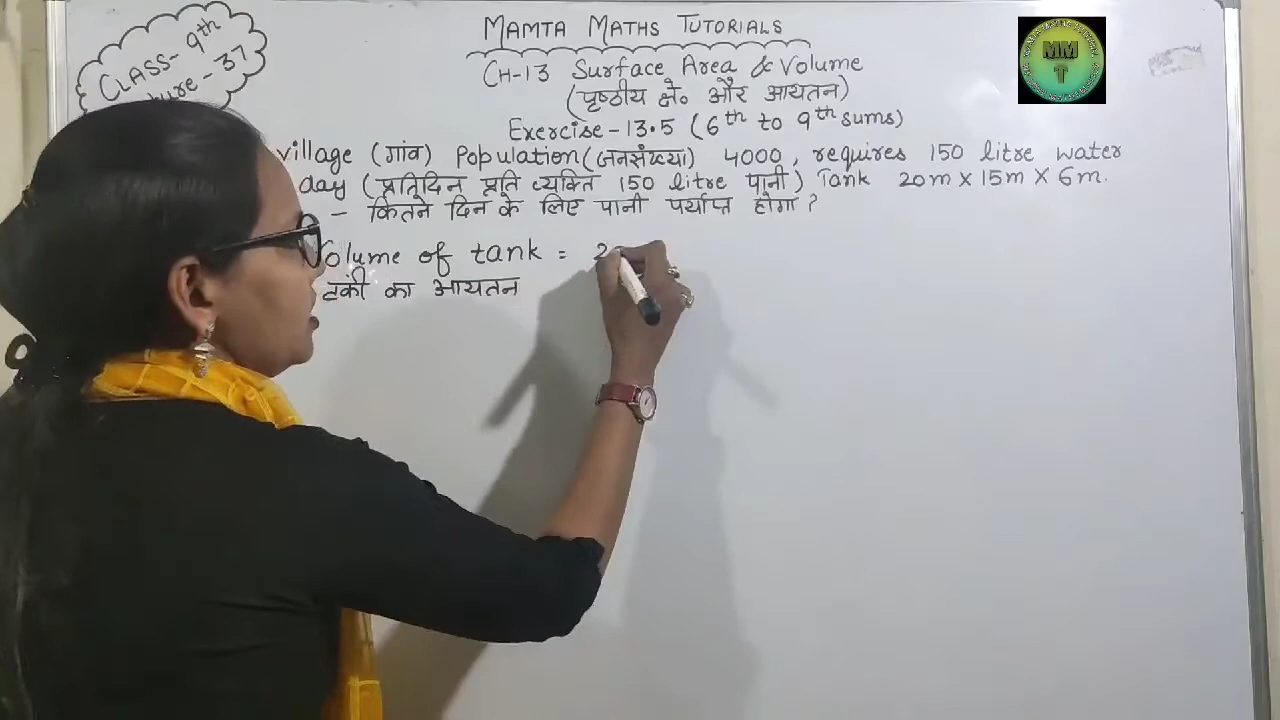 MAMTA MATHS TUTORIALS
CLASS- 9th
- 37
CH-13 Surface Area & Volume
(पृष्ठीय क्षे० और आयतन)
Exercise-13.5 (6th to 9th sums)
village (गांव) Population (जनसंख्या) 4000, requires 150 litre water
day (प्रतिदिन प्रति व्यक्ति 150 litre पानी) Tank 20m X 15m X 6m.
- कितने दिन के लिए पानी पर्याप्त होगा ?
Volume of tank = 2
टंकी का आयतन
MM
T